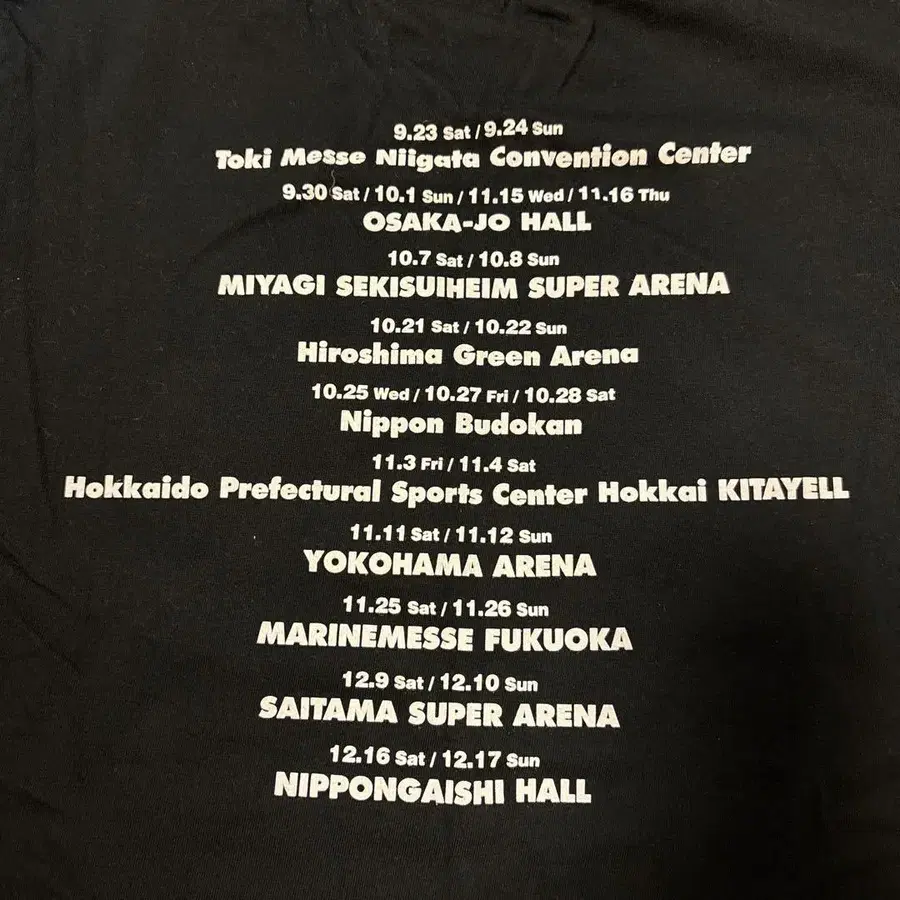 9.23 Sat / 9.24 Sun
Toki Messe Niigata Convention Center
9.30 Sat / 10.1 Sun / 11.15 Wed / 11.16 Thu
OSAKA-JO HALL
10.7 Sat / 10.8 Sun
MIYAGI SEKISUIHEIM SUPER ARENA
10.21 Sat / 10.22 Sun
Hiroshima Green Arena
10.25 Wed / 10.27 Fri / 10.28 Sat
Nippon Budokan
11.3 Fri / 11.4 Sat
Hokkaido Prefectural Sports Center Hokkai KITAYELL
11.11 Sat / 11.12 Sun
YOKOHAMA ARENA
11.25 Sat / 11.26 Sun
MARINEMESSE FUKUOKA
12.9 Sat / 12.10 Sun
SAITAMA SUPER ARENA
12.16 Sat / 12.17 Sun
NIPPONGAISHI HALL